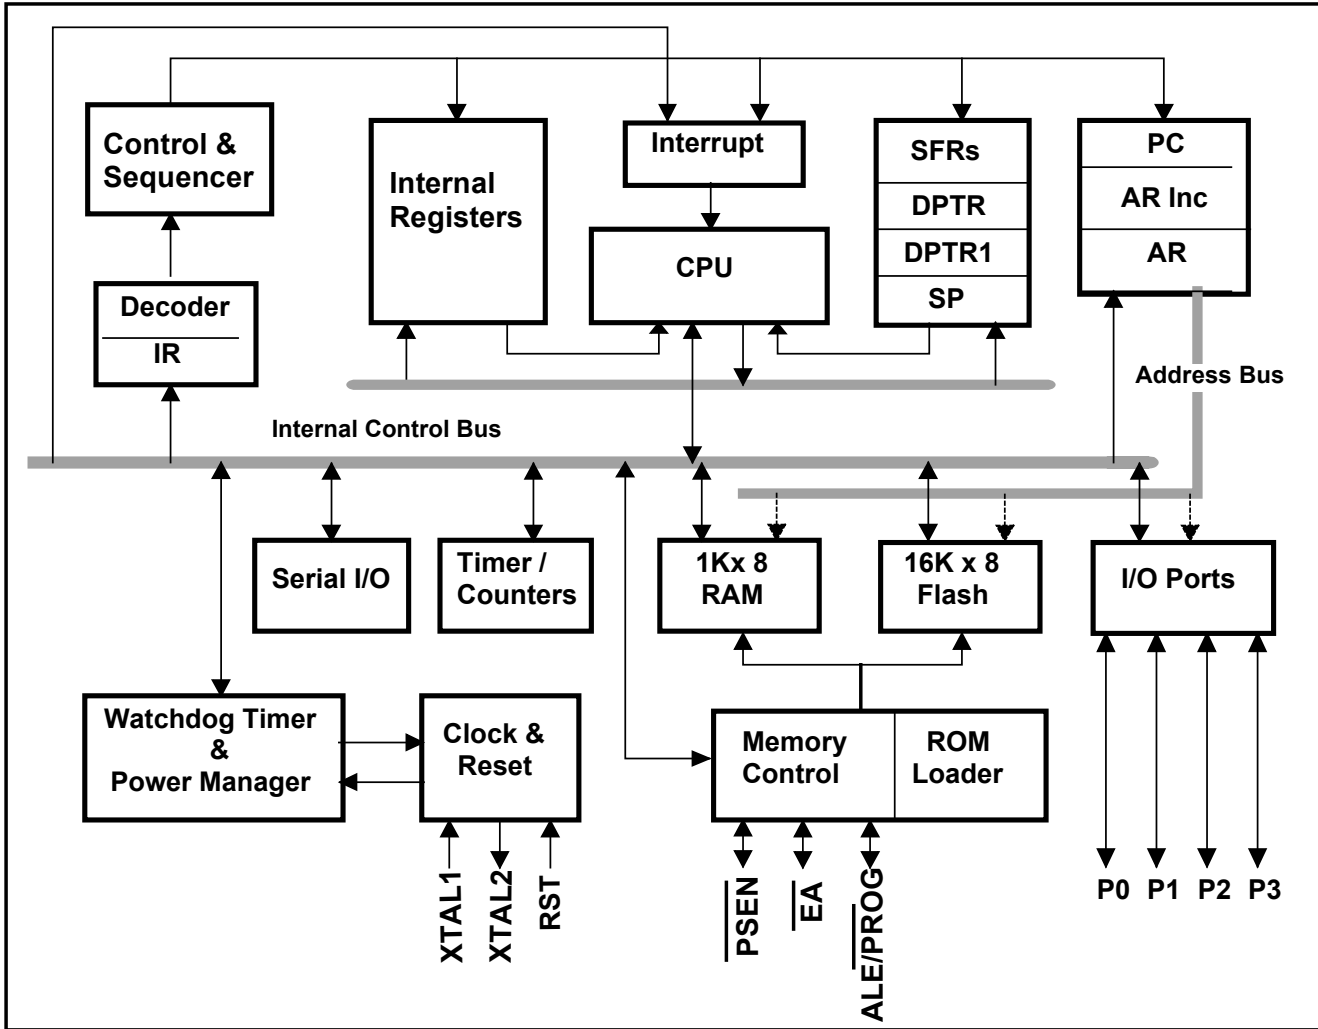 Control &
Sequencer
Decoder
IR
Internal
Registers
Interrupt
CPU
SFRs
DPTR
DPTR1
SP
PC
AR Inc
AR
Address Bus
Internal Control Bus
Serial I/O
Timer /
Counters
1Kx 8
RAM
16K x 8
Flash
I/O Ports
Watchdog Timer
&
Power Manager
Clock &
Reset
Memory
Control
ROM
Loader
XTAL1
XTAL2
RST
PSEN
EA
ALE/PROG
P0
P1
P2
P3